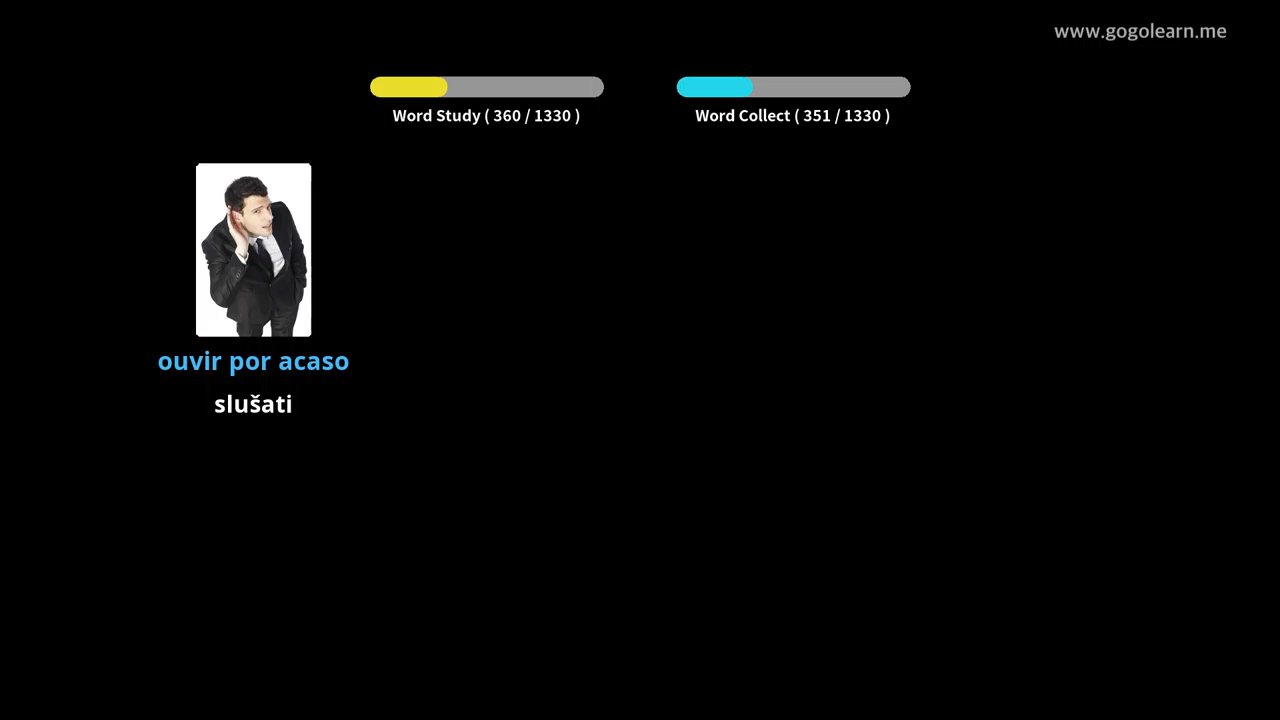 www.gogolearn.me
Word Study ( 360 / 1330 )
Word Collect ( 351 / 1330 )
ouvir por acaso
slušati